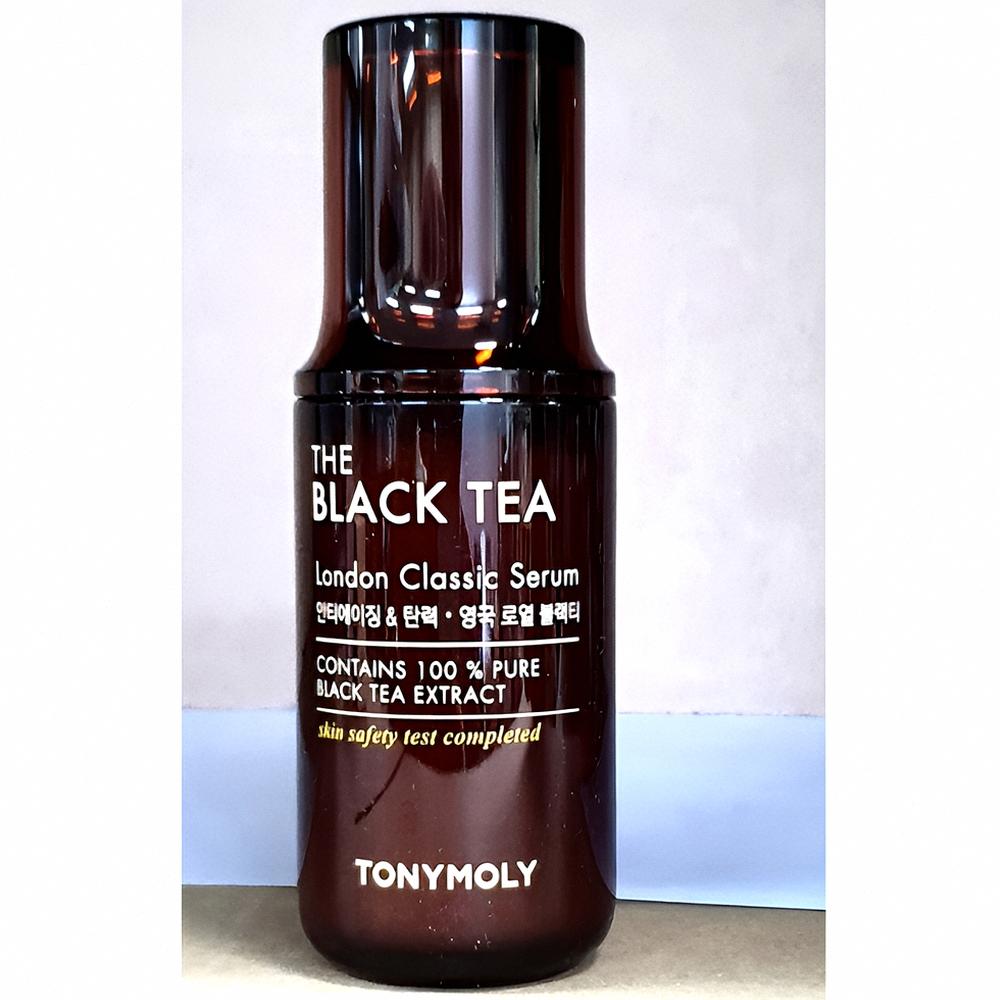 THE
BLACK TEA
London Classic Serum
안티에이징 & 탄력 · 영국 로열 블랙티
CONTAINS 100 % PURE
BLACK TEA EXTRACT
skin safety test completed
TONYMOLY